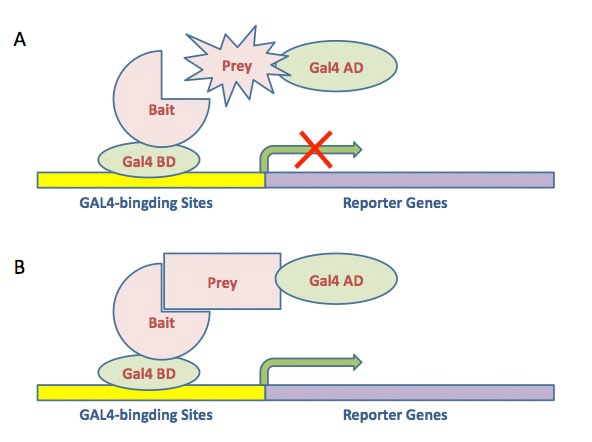 A
Prey
Gal4 AD
Bait
Gal4 BD
GAL4-bingding Sites
Reporter Genes
B
Prey
Gal4 AD
Bait
Gal4 BD
GAL4-bingding Sites
Reporter Genes